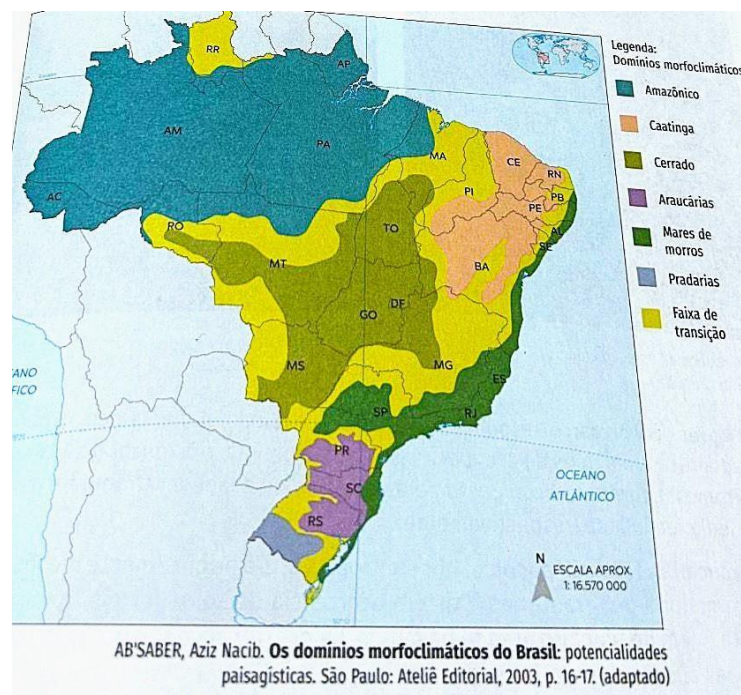 Legenda:
Domínios morfoclimáticos
Amazônico
Caatinga
Cerrado
Araucárias
Mares de
morros
Pradarias
Faixa de
transição
RR
AP
AM
PA
MA
CE
RN
PI
PB
PE
AC
AL
SE
RO
TO
BA
MT
DF
GO
MS
MG
ES
SP
RJ
PR
SC
RS
ANO
FICO
OCEANO
ATLÂNTICO
N
ESCALA APROX.
1: 16.570 000
AB'SABER, Aziz Nacib. Os domínios morfoclimáticos do Brasil: potencialidades
paisagísticas. São Paulo: Ateliê Editorial, 2003, p. 16-17. (adaptado)